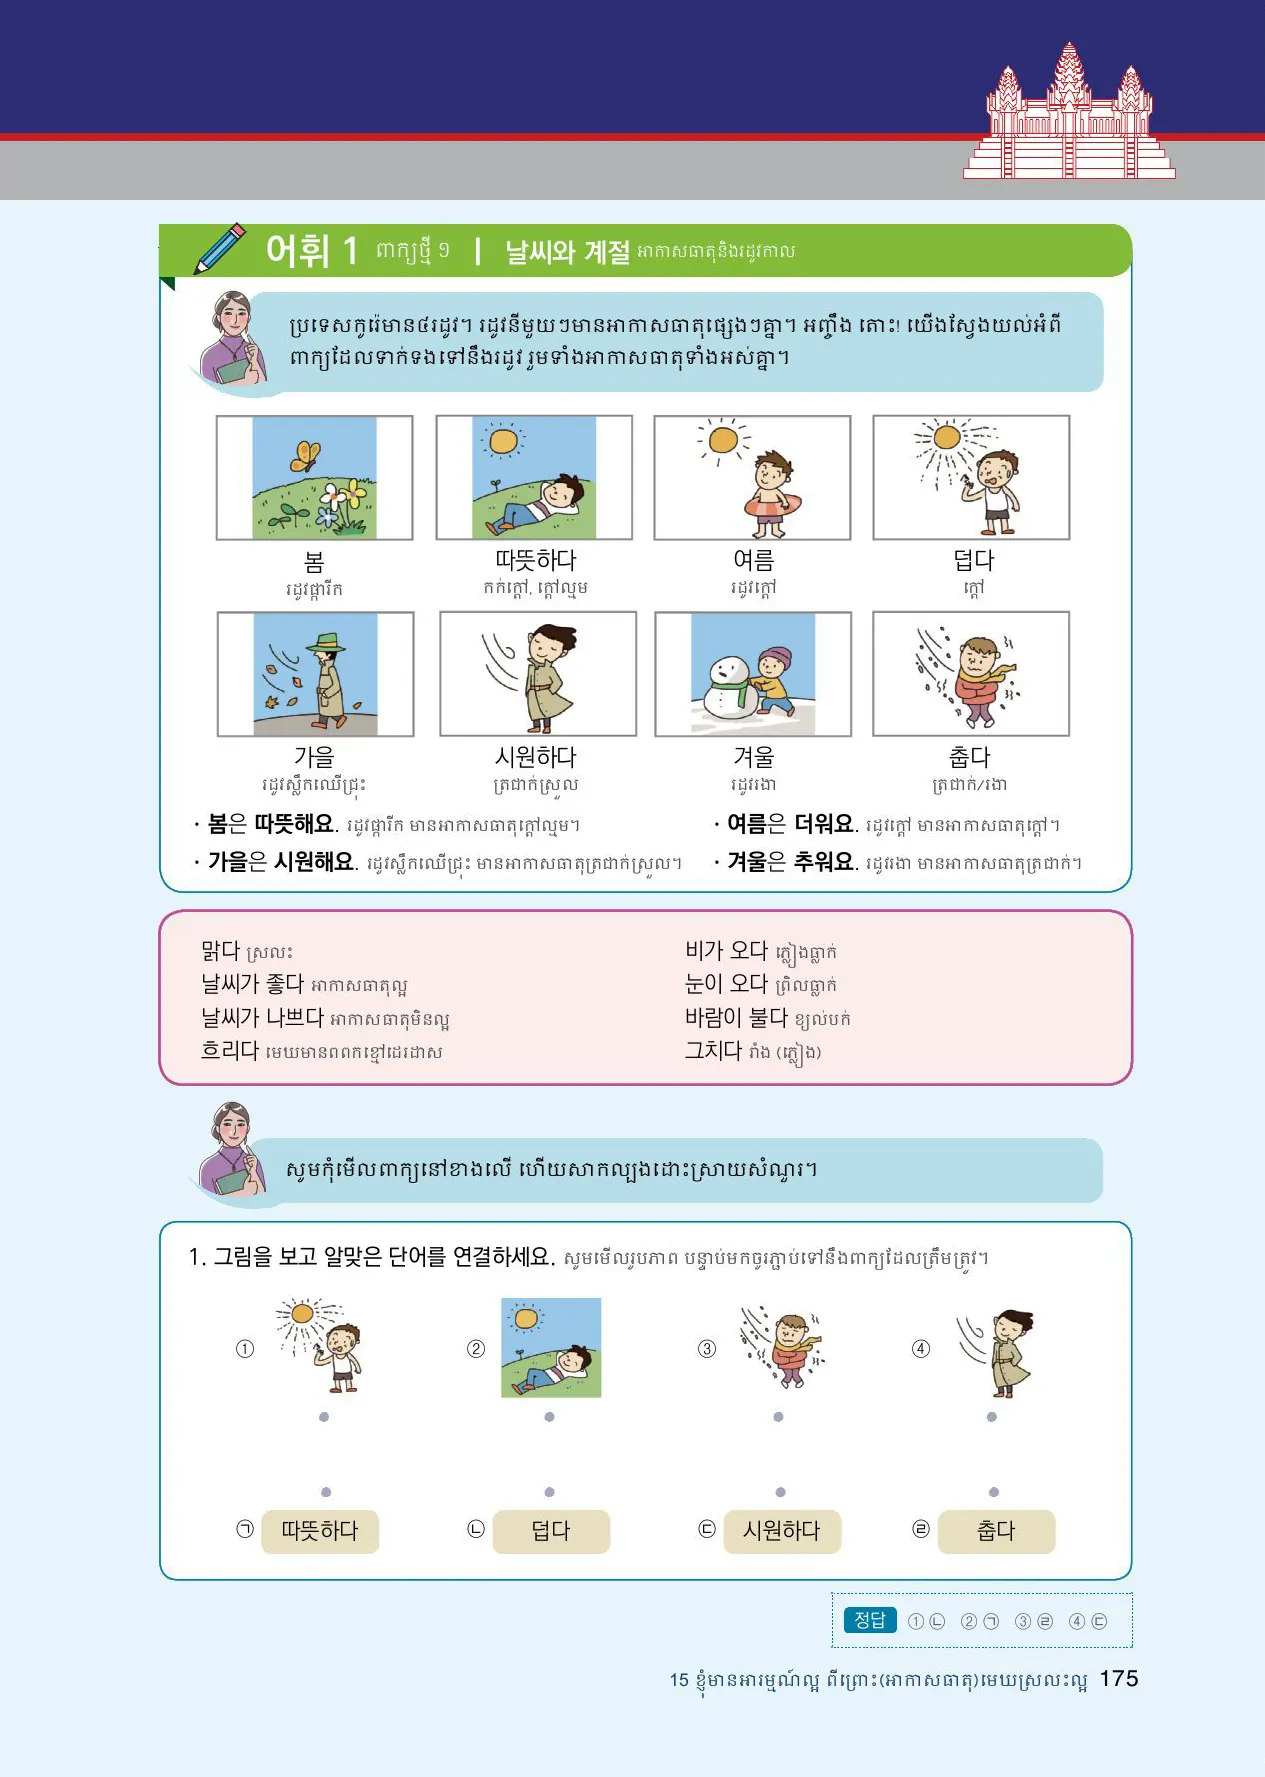 어휘 1 ពាក្យថ្មី ១ | 날씨와 계절 អាកាសធាតុនិងរដូវកាល
ប្រទេសកូរ៉េមាន៤រដូវ។ រដូវនីមួយៗមានអាកាសធាតុផ្សេងៗគ្នា។ អញ្ចឹង តោះ! យើងស្វែងយល់អំពី
ពាក្យដែលទាក់ទងទៅនឹងរដូវ រួមទាំងអាកាសធាតុទាំងអស់គ្នា។
봄 따뜻하다 여름 덥다
រដូវផ្ការីក កក់ក្តៅ, ក្តៅល្មម រដូវក្តៅ ក្តៅ
가을 시원하다 겨울 춥다
រដូវស្លឹកឈើជ្រុះ ត្រជាក់ស្រួល រដូវរងា ត្រជាក់/រងា
· 봄은 따뜻해요. រដូវផ្ការីក មានអាកាសធាតុក្តៅល្មម។ · 여름은 더워요. រដូវក្តៅ មានអាកាសធាតុក្តៅ។
· 가을은 시원해요. រដូវស្លឹកឈើជ្រុះ មានអាកាសធាតុត្រជាក់ស្រួល។ · 겨울은 추워요. រដូវរងា មានអាកាសធាតុត្រជាក់។
맑다 ស្រលះ
날씨가 좋다 អាកាសធាតុល្អ
날씨가 나쁘다 អាកាសធាតុមិនល្អ
흐리다 មេឃមានពពកខ្មៅដេរដាស
비가 오다 ភ្លៀងធ្លាក់
눈이 오다 ព្រិលធ្លាក់
바람이 불다 ខ្យល់បក់
그치다 រាំង (ភ្លៀង)
សូមកុំមើលពាក្យនៅខាងលើ ហើយសាកល្បងដោះស្រាយសំណួរ។
1. 그림을 보고 알맞은 단어를 연결하세요. សូមមើលរូបភាព បន្ទាប់មកចូរភ្ជាប់ទៅនឹងពាក្យដែលត្រឹមត្រូវ។
① ② ③ ④
㉠ 따뜻하다 ㉡ 덥다 ㉢ 시원하다 ㉣ 춥다
정답 ①㉡ ②㉠ ③㉣ ④㉢
15 ខ្ញុំមានអារម្មណ៍ល្អ ពីព្រោះ(អាកាសធាតុ)មេឃស្រលះល្អ 175